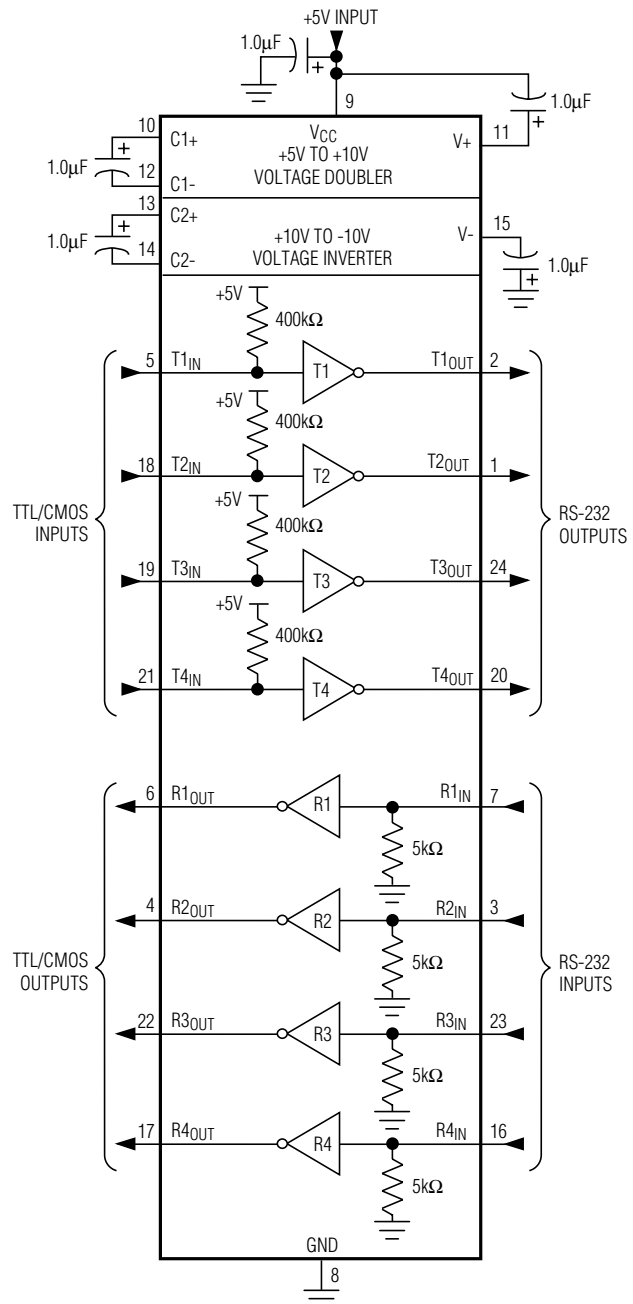 +5V INPUT
1.0µF
+
9
+
1.0µF
10
C1+
+
1.0µF
12
C1-
VCC
+5V TO +10V
VOLTAGE DOUBLER
V+
11
13
C2+
+
1.0µF
14
C2-
+10V TO -10V
VOLTAGE INVERTER
V-
15
+
1.0µF
+5V
400kΩ
5
T1IN
T1
T1OUT
2
+5V
400kΩ
18
T2IN
T2
T2OUT
1
TTL/CMOS
INPUTS
RS-232
OUTPUTS
+5V
400kΩ
19
T3IN
T3
T3OUT
24
+5V
400kΩ
21
T4IN
T4
T4OUT
20
6
R1OUT
R1
R1IN
7
5kΩ
4
R2OUT
R2
R2IN
3
5kΩ
TTL/CMOS
OUTPUTS
RS-232
INPUTS
22
R3OUT
R3
R3IN
23
5kΩ
17
R4OUT
R4
R4IN
16
5kΩ
GND
8